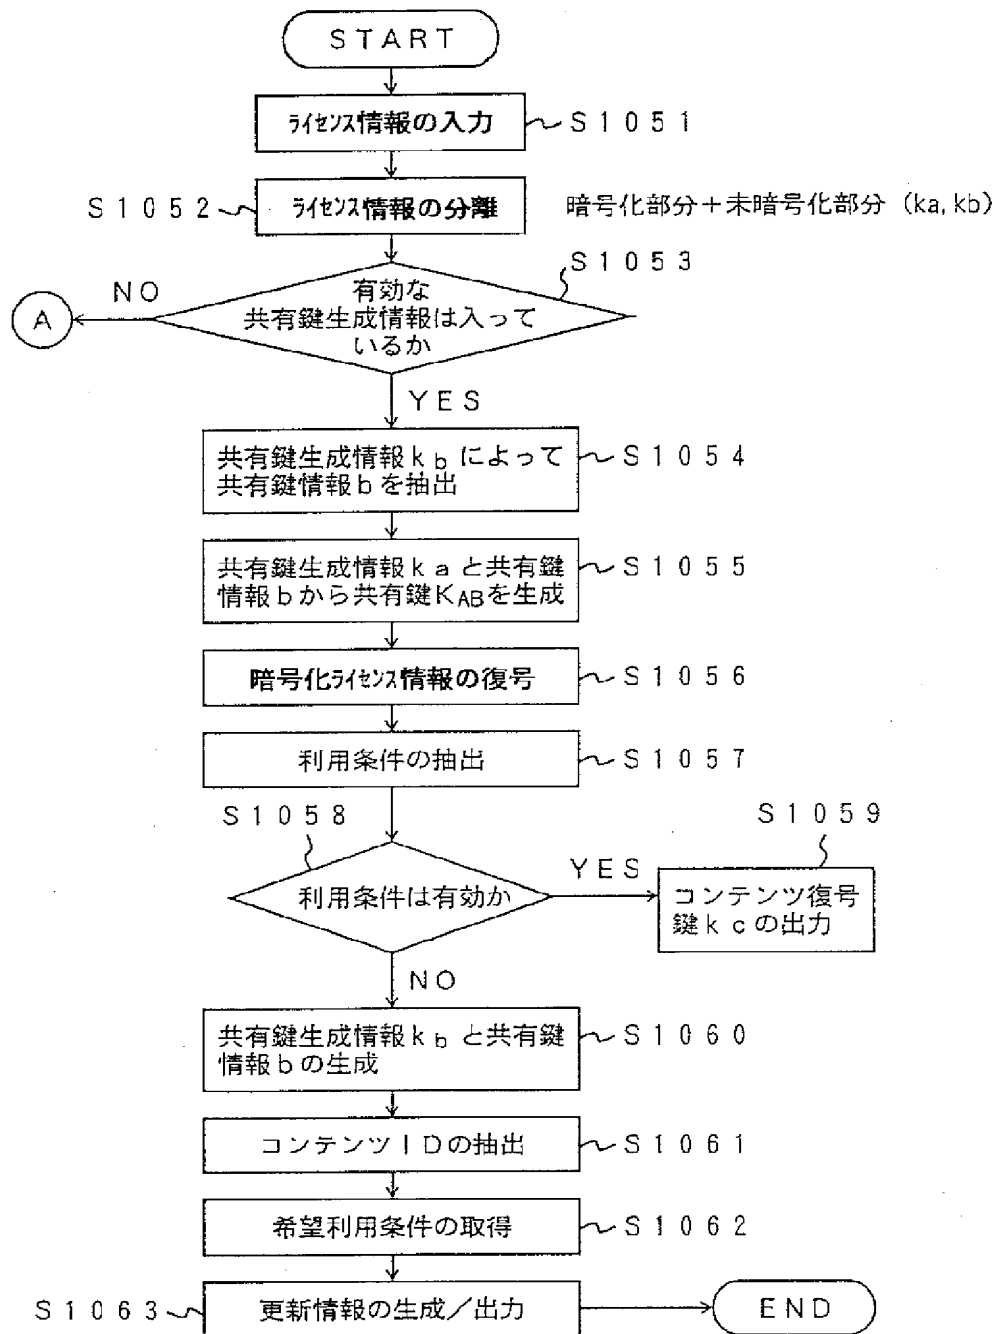 START
ライセンス情報の入力
S1051
S1052
ライセンス情報の分離
暗号化部分+未暗号化部分 (ka, kb)
S1053
有効な
共有鍵生成情報は入って
いるか
NO
A
YES
共有鍵生成情報kbによって
共有鍵情報bを抽出
S1054
共有鍵生成情報kaと共有鍵
情報bから共有鍵KABを生成
S1055
暗号化ライセンス情報の復号
S1056
利用条件の抽出
S1057
S1058
利用条件は有効か
YES
S1059
コンテンツ復号
鍵kcの出力
NO
共有鍵生成情報kbと共有鍵
情報bの生成
S1060
コンテンツIDの抽出
S1061
希望利用条件の取得
S1062
S1063
更新情報の生成/出力
END